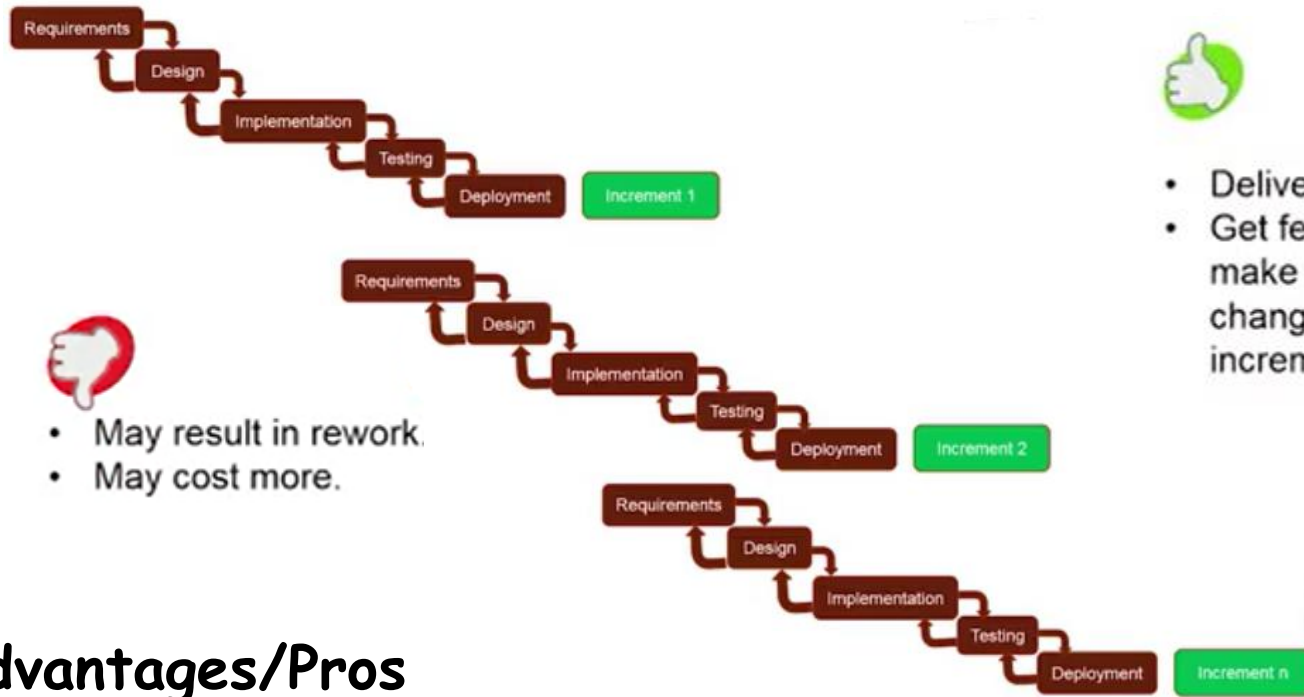 Requirements
Design
Implementation
Testing
Deployment
Increment 1
• Delive
• Get fe
make
chang
increm
Requirements
Design
Implementation
Testing
Deployment
Increment 2
• May result in rework.
• May cost more.
Requirements
Design
Implementation
Testing
Deployment
Increment n
dvantages/Pros